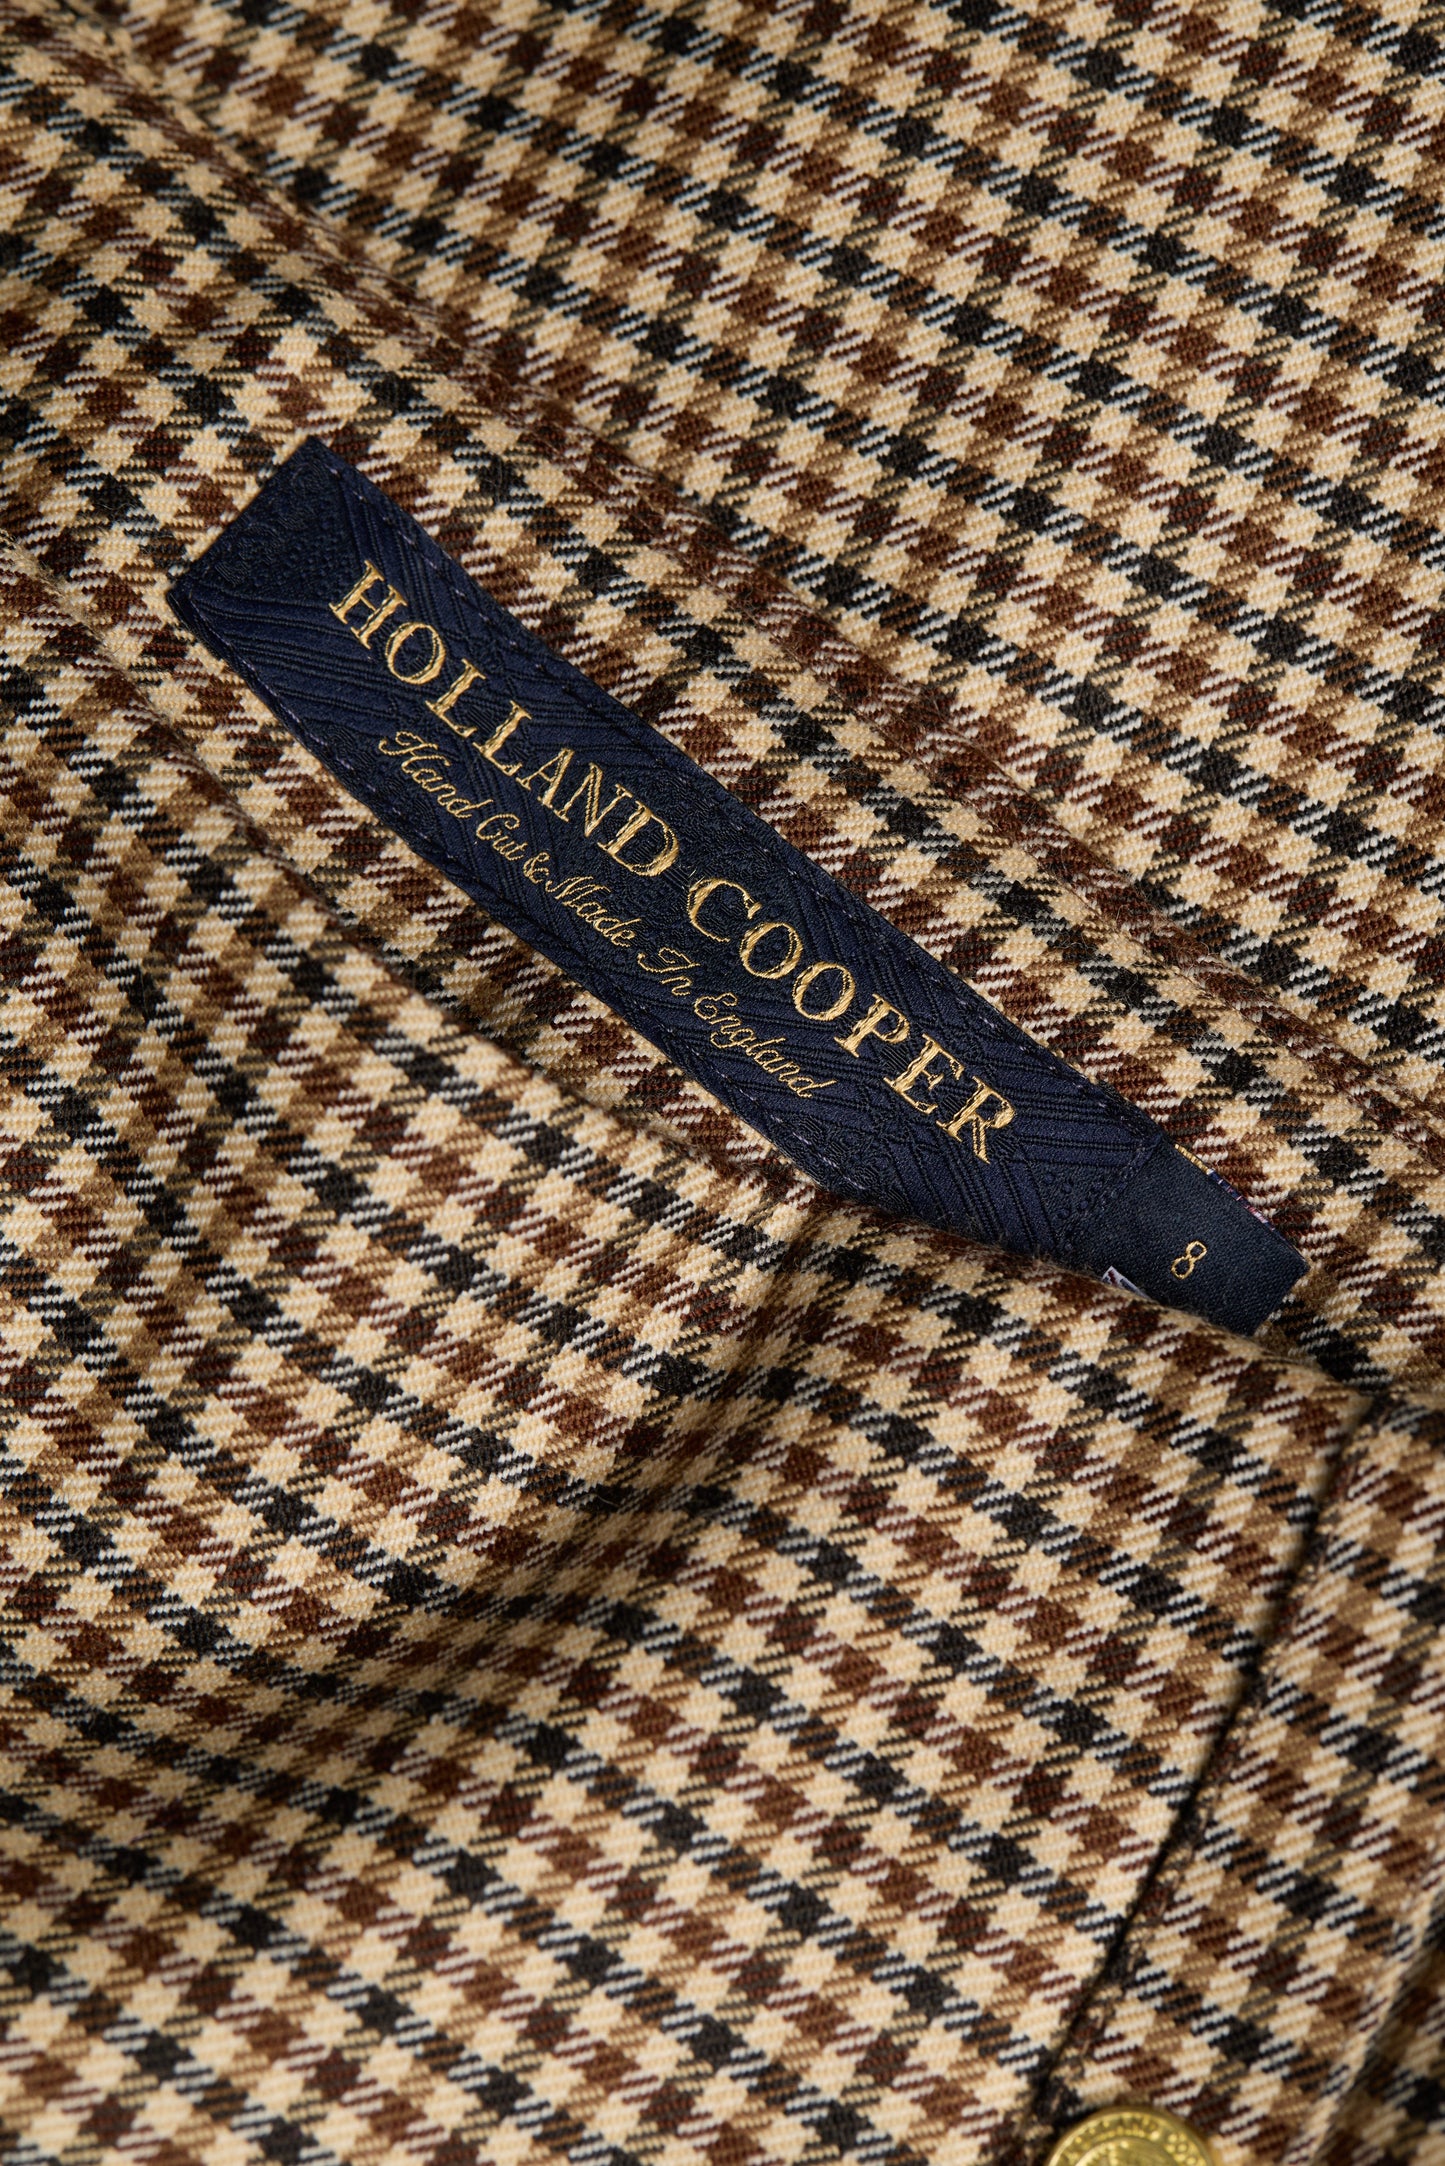 HOLLAND COOPER
Hand Cut & Made In England
8